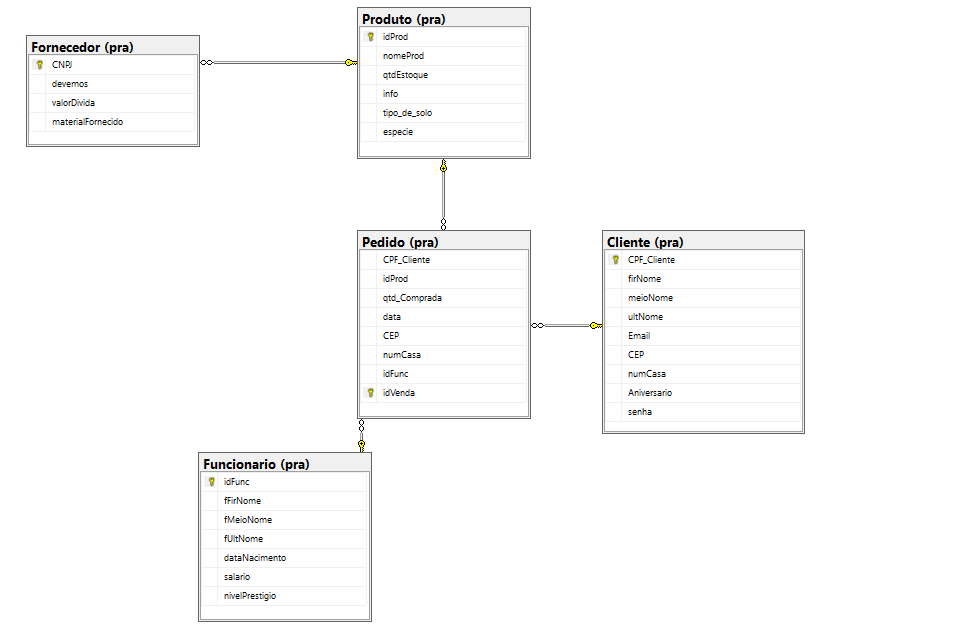 Fornecedor (pra)
CNPJ
devemos
valorDivida
materialFornecido
Produto (pra)
idProd
nomeProd
qtdEstoque
info
tipo_de_solo
especie
Pedido (pra)
CPF_Cliente
idProd
qtd_Comprada
data
CEP
numCasa
idFunc
idVenda
Cliente (pra)
CPF_Cliente
firNome
meioNome
ultNome
Email
CEP
numCasa
Aniversario
senha
Funcionario (pra)
idFunc
fFirNome
fMeioNome
fUltNome
dataNacimento
salario
nivelPrestigio